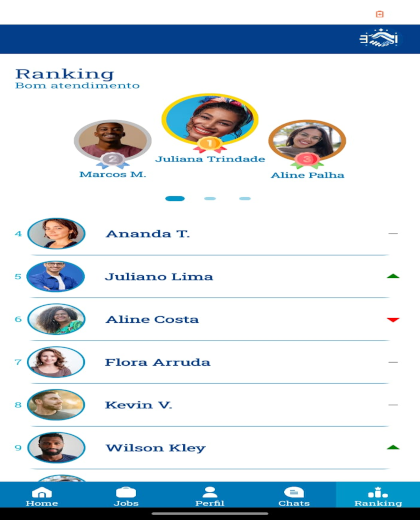 Ranking
Bom atendimento
1
2
3
Juliana Trindade
Marcos M.
Aline Palha
4 Ananda T.
5 Juliano Lima
6 Aline Costa
7 Flora Arruda
8 Kevin V.
9 Wilson Kley
Home Jobs Perfil Chats Ranking